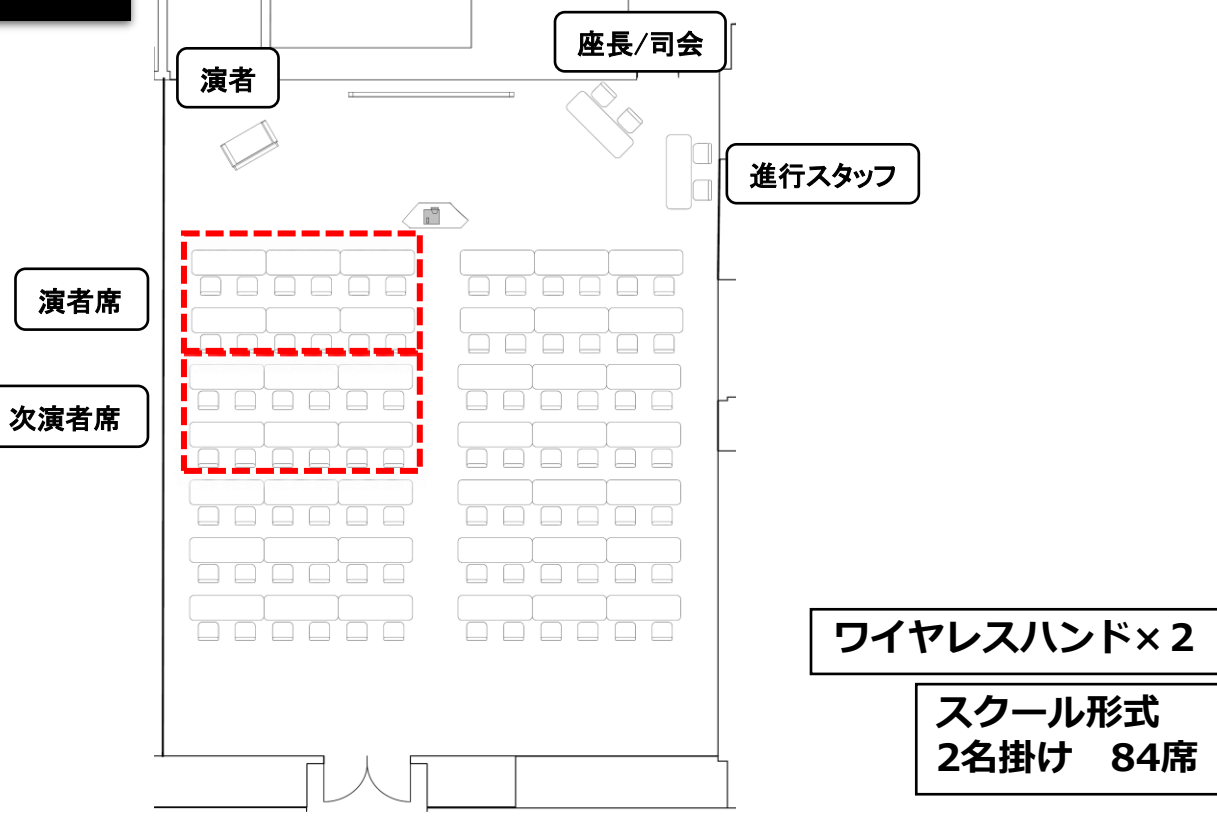 座長/司会
演者
進行スタッフ
演者席
次演者席
ワイヤレスハンド×2
スクール形式
2名掛け　84席